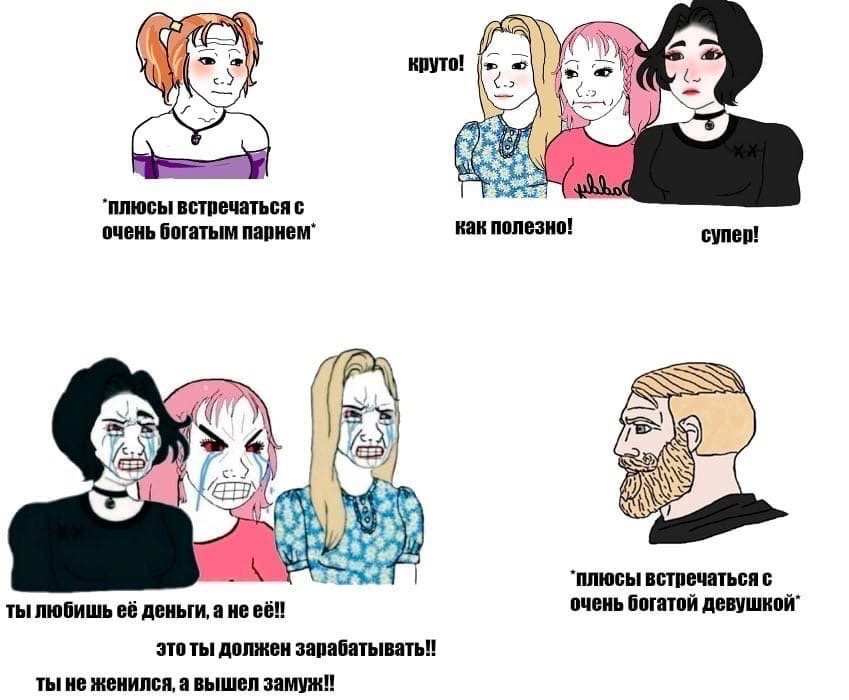 круто!
*плюсы встречаться с
очень богатым парнем*
как полезно!
супер!
ты любишь её деньги, а не её!!
это ты должен зарабатывать!!
ты не женился, а вышел замуж!!
*плюсы встречаться с
очень богатой девушкой*